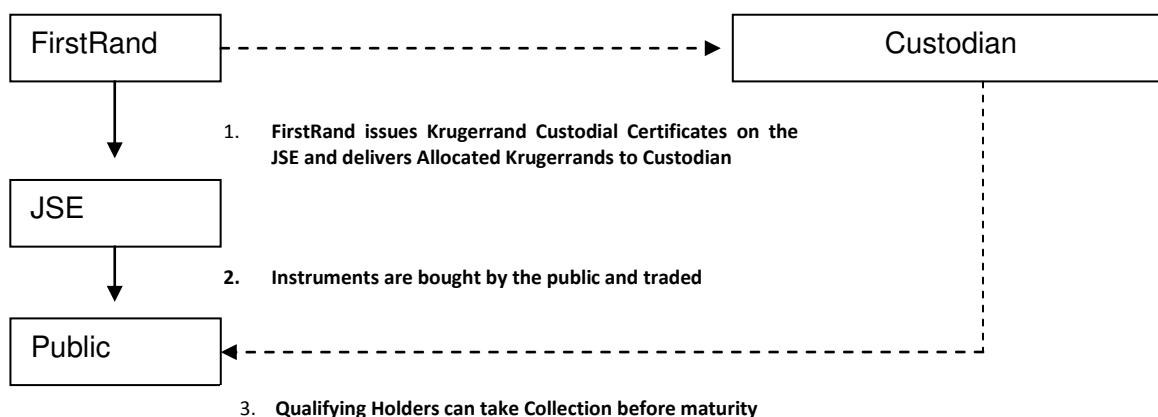 FirstRand
Custodian
1. FirstRand issues Krugerrand Custodial Certificates on the
JSE and delivers Allocated Krugerrands to Custodian
JSE
2. Instruments are bought by the public and traded
Public
3. Qualifying Holders can take Collection before maturity